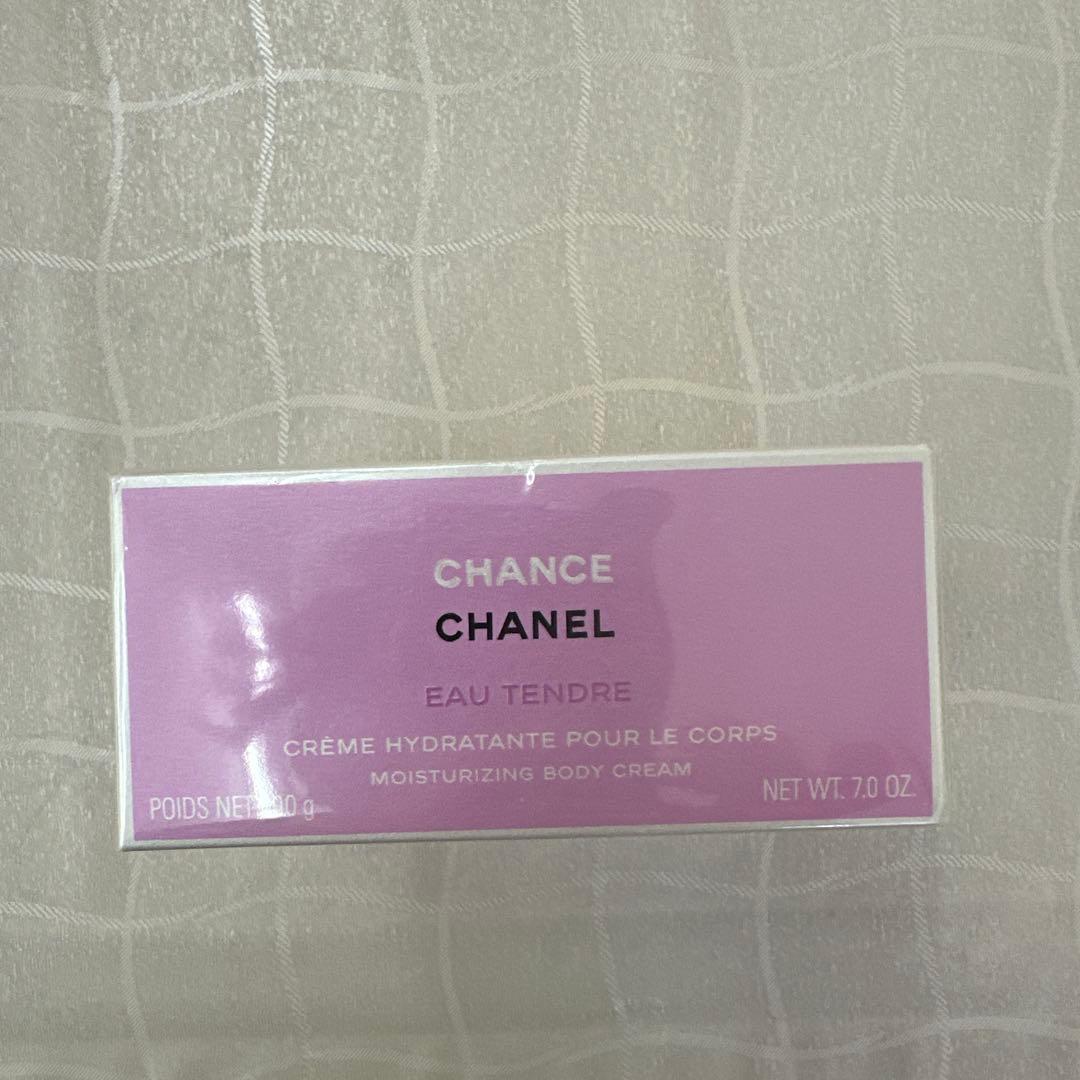 CHANCE
CHANEL
EAU TENDRE
CRÈME HYDRATANTE POUR LE CORPS
MOISTURIZING BODY CREAM
POIDS NET g
NET WT. 7.0 OZ.